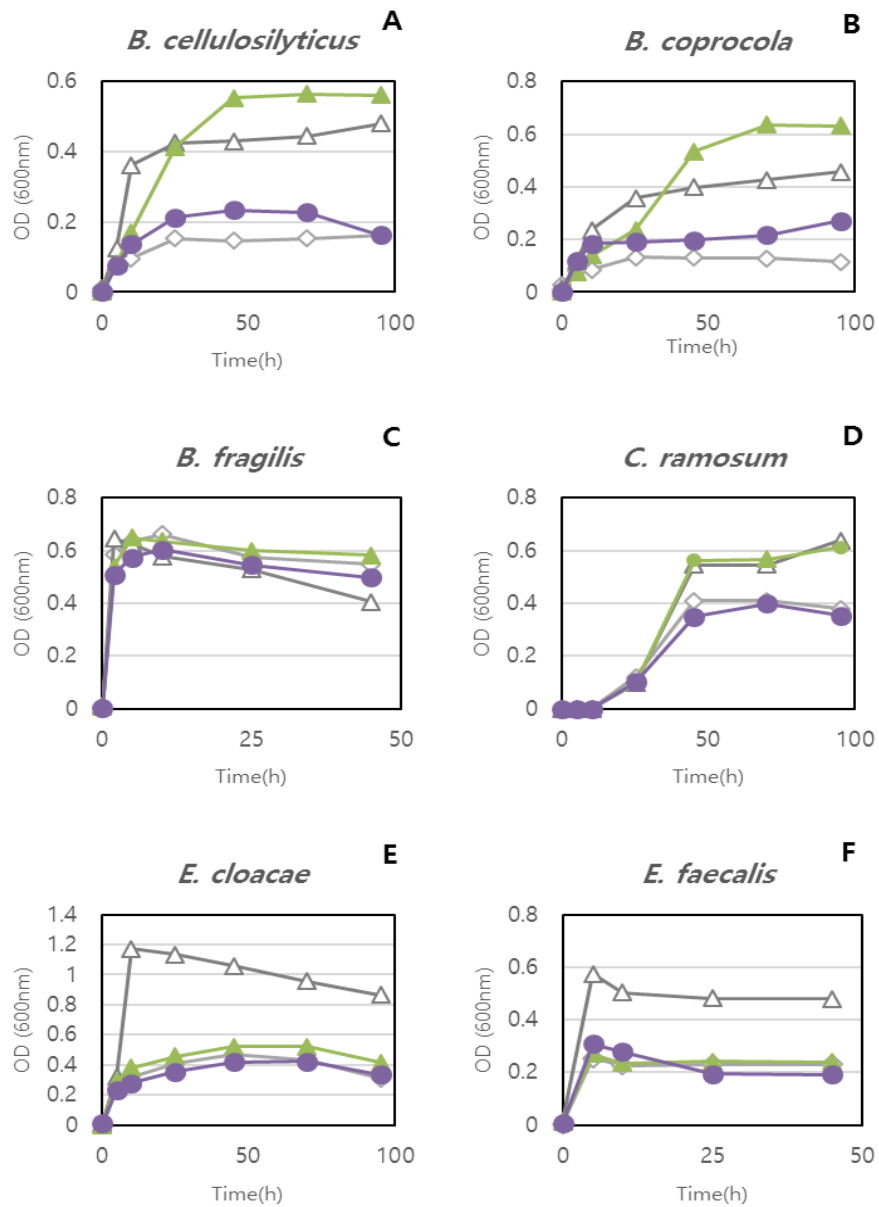 A
B. cellulosilyticus
0.6
0.4
0.2
0
OD (600nm)
0 50 100
Time(h)
B
B. coprocola
0.8
0.6
0.4
0.2
0
OD (600nm)
0 50 100
Time(h)
C
B. fragilis
0.8
0.6
0.4
0.2
0
OD (600nm)
0 25 50
Time(h)
D
C. ramosum
0.8
0.6
0.4
0.2
0
OD (600nm)
0 50 100
Time(h)
E
E. cloacae
1.4
1.2
1
0.8
0.6
0.4
0.2
0
OD (600nm)
0 50 100
Time(h)
F
E. faecalis
0.8
0.6
0.4
0.2
0
OD (600nm)
0 25 50
Time(h)